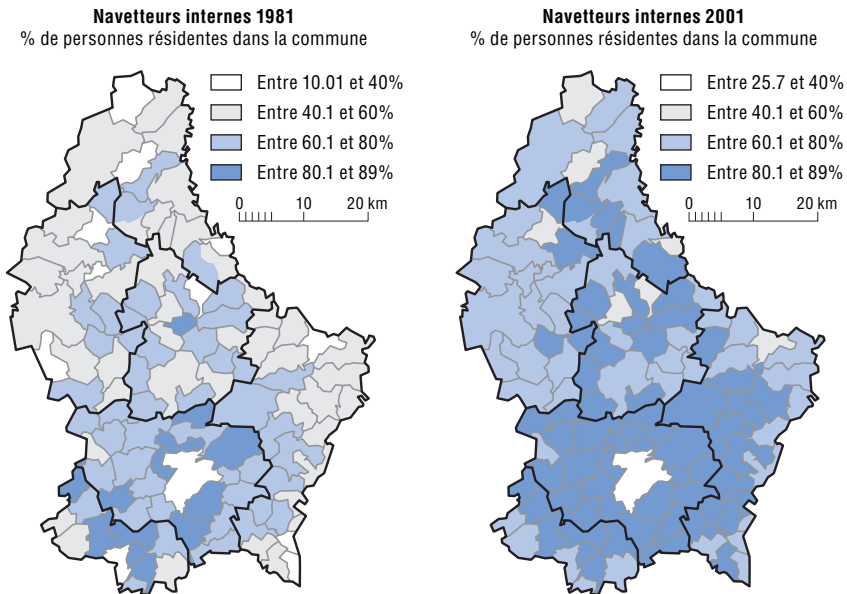 Navetteurs internes 1981
% de personnes résidentes dans la commune
Entre 10.01 et 40%
Entre 40.1 et 60%
Entre 60.1 et 80%
Entre 80.1 et 89%
0 10 20 km
Navetteurs internes 2001
% de personnes résidentes dans la commune
Entre 25.7 et 40%
Entre 40.1 et 60%
Entre 60.1 et 80%
Entre 80.1 et 89%
0 10 20 km